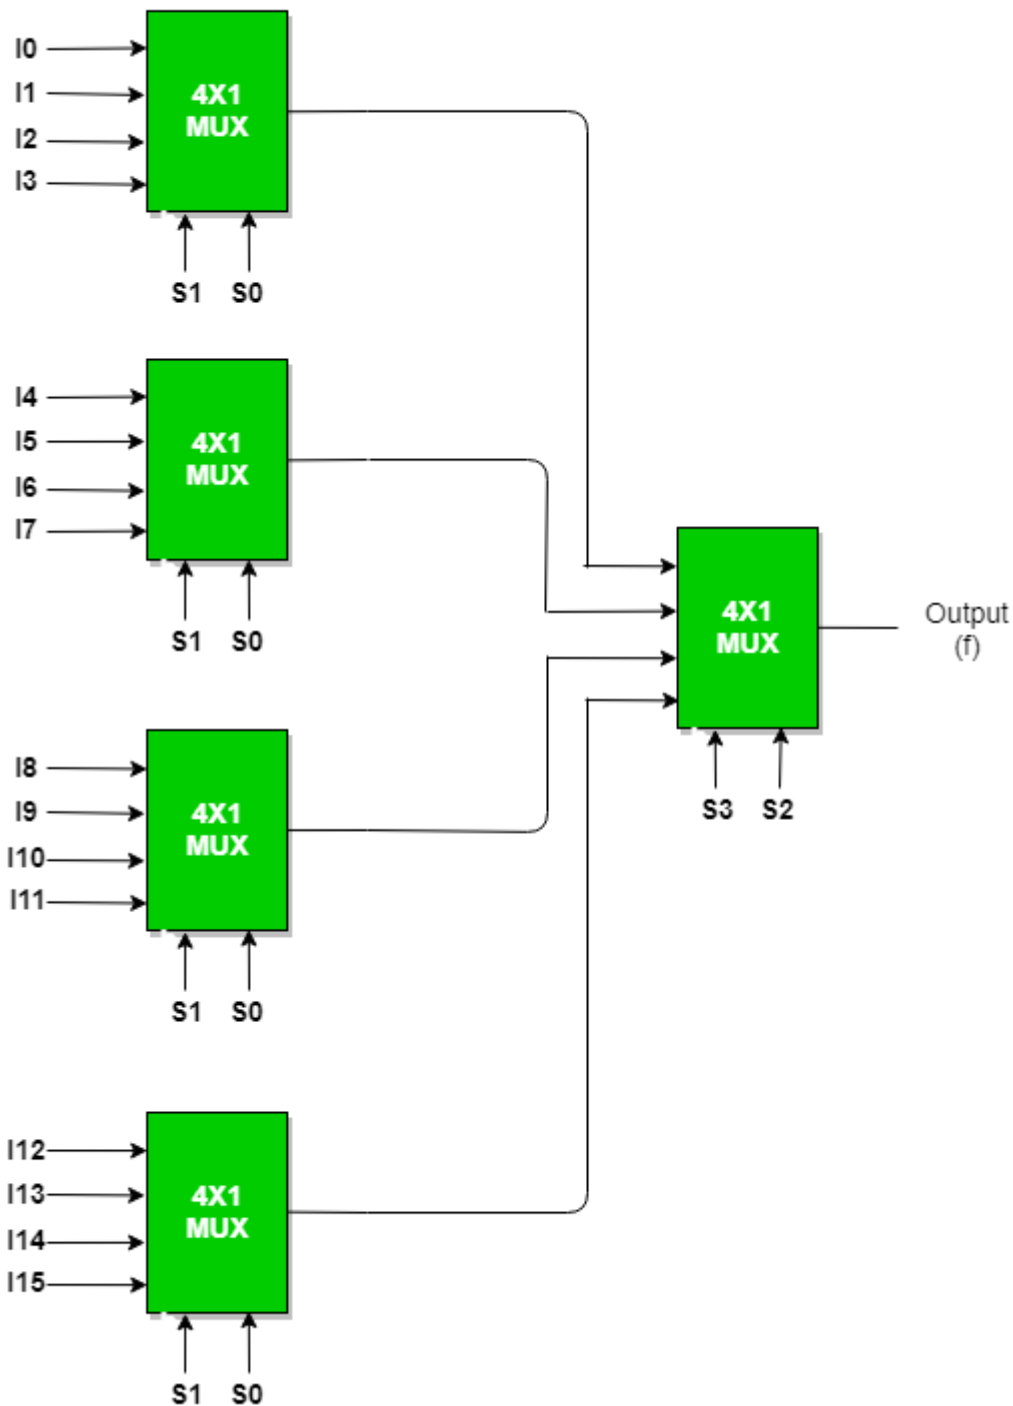 I0
I1
I2
I3
4X1
MUX
S1 S0
I4
I5
I6
I7
4X1
MUX
S1 S0
4X1
MUX
S3 S2
Output
(f)
I8
I9
I10
I11
4X1
MUX
S1 S0
I12
I13
I14
I15
4X1
MUX
S1 S0